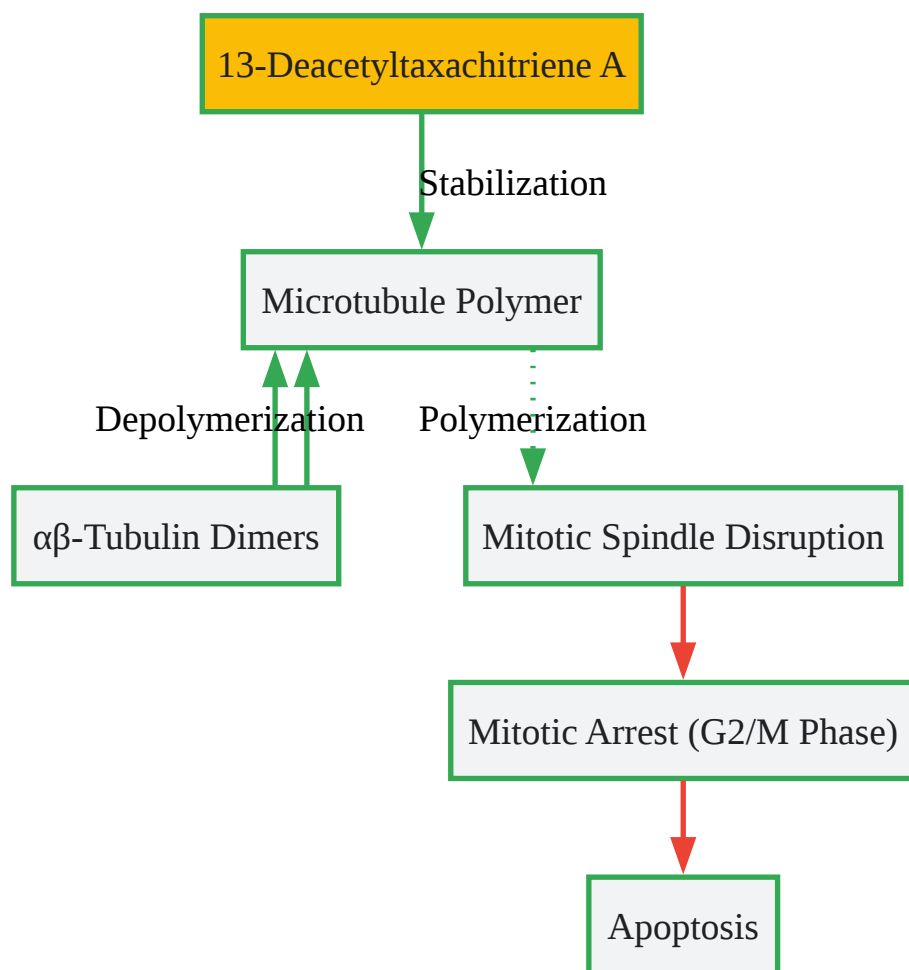 13-Deacetyltaxachitriene A
Stabilization
Microtubule Polymer
Depolymerization
Polymerization
αβ-Tubulin Dimers
Mitotic Spindle Disruption
Mitotic Arrest (G2/M Phase)
Apoptosis